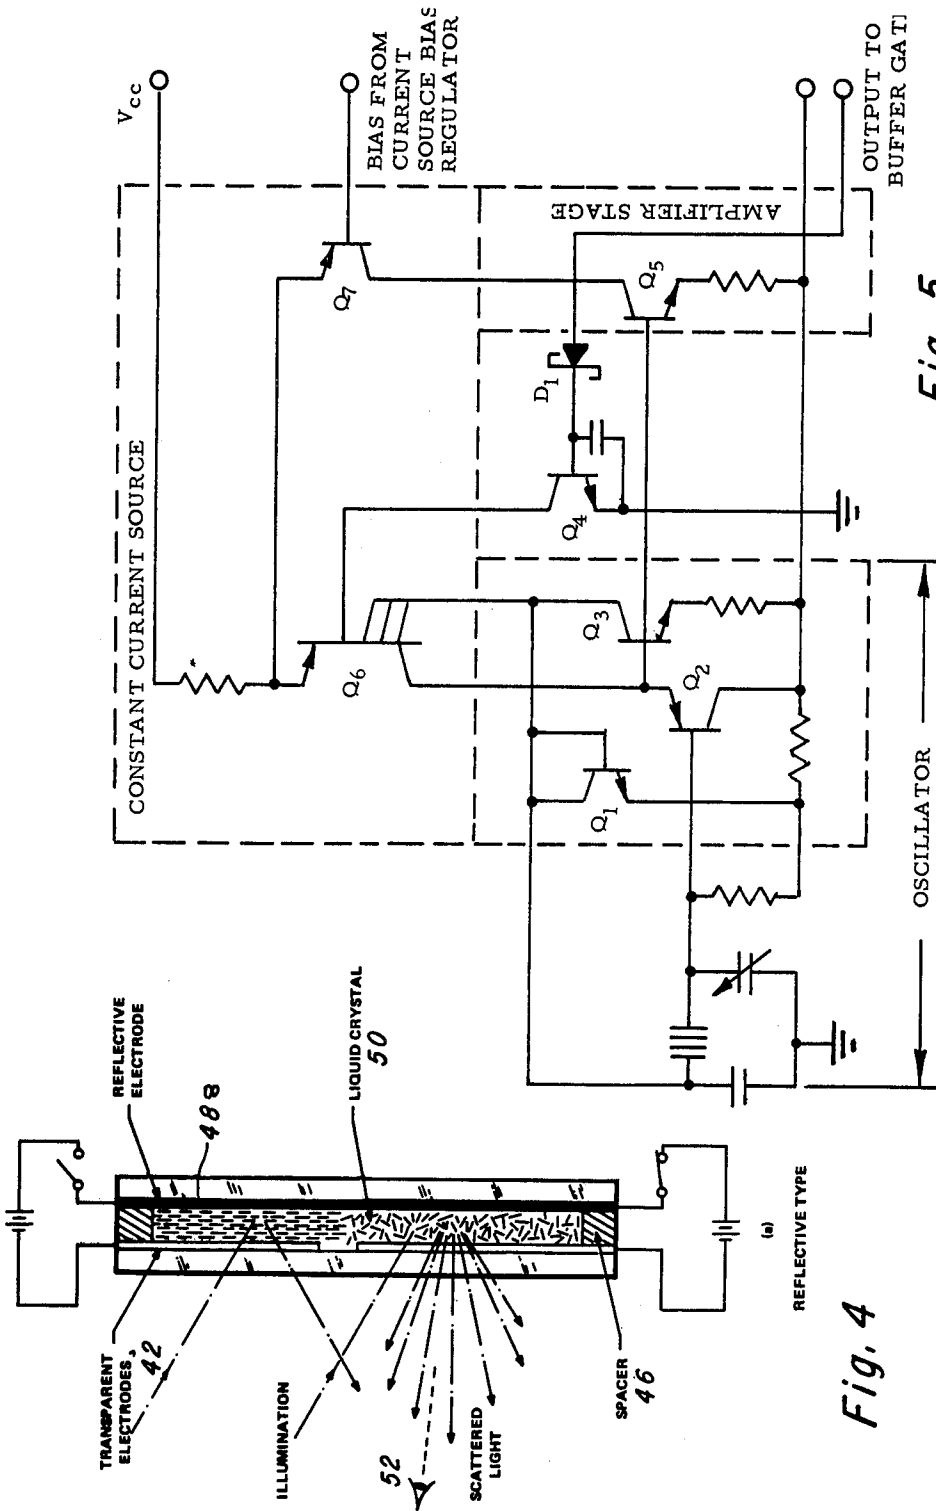 CONSTANT CURRENT SOURCE
Vcc
BIAS FROM
CURRENT
SOURCE BIAS
REGULATOR
*
Q6
Q7
AMPLIFIER STAGE
D1
Q4
Q5
Q3
Q2
Q1
OUTPUT TO
BUFFER GAT
OSCILLATOR
Fig. 5
REFLECTIVE
ELECTRODE
48 8
LIQUID CRYSTAL
50
TRANSPARENT
ELECTRODES
42
ILLUMINATION
52
SCATTERED
LIGHT
SPACER
46
(a)
REFLECTIVE TYPE
Fig. 4